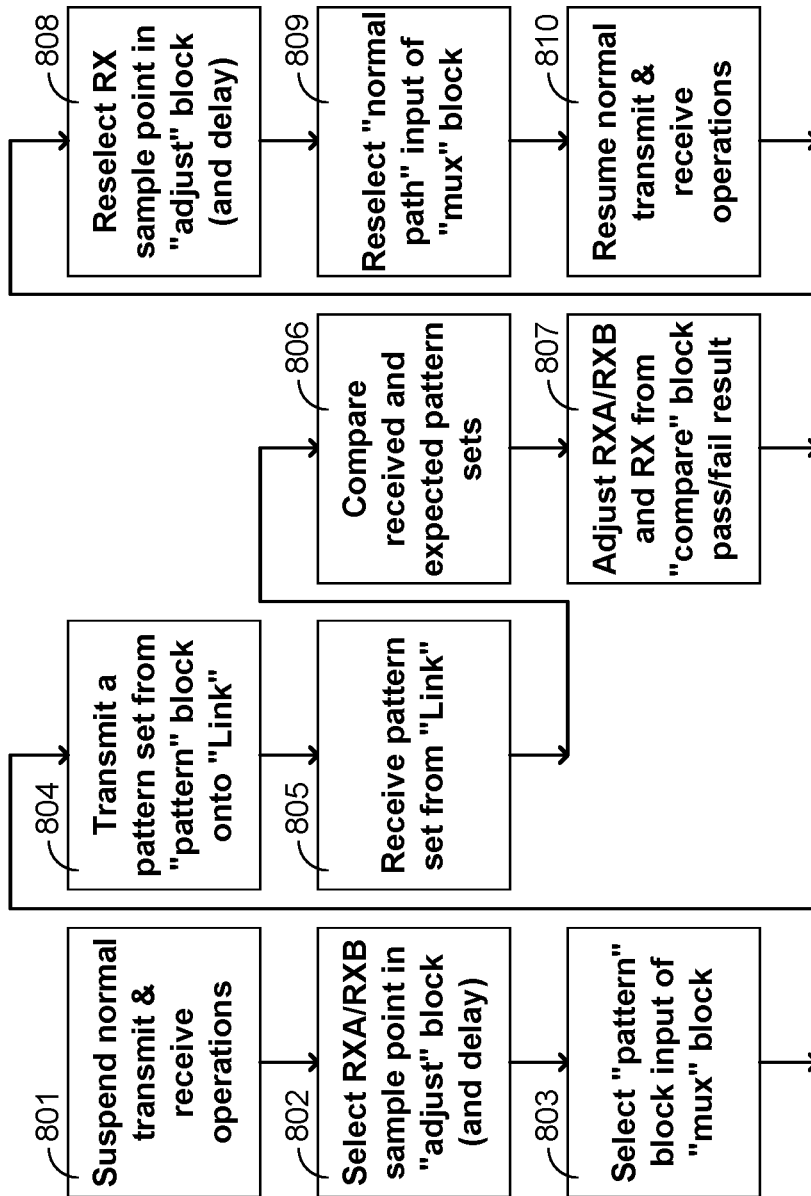 801
Suspend normal
transmit &
receive
operations
802
Select RXA/RXB
sample point in
"adjust" block
(and delay)
803
Select "pattern"
block input of
"mux" block
804
Transmit a
pattern set from
"pattern" block
onto "Link"
805
Receive pattern
set from "Link"
806
Compare
received and
expected pattern
sets
807
Adjust RXA/RXB
and RX from
"compare" block
pass/fail result
808
Reselect RX
sample point in
"adjust" block
(and delay)
809
Reselect "normal
path" input of
"mux" block
810
Resume normal
transmit &
receive
operations